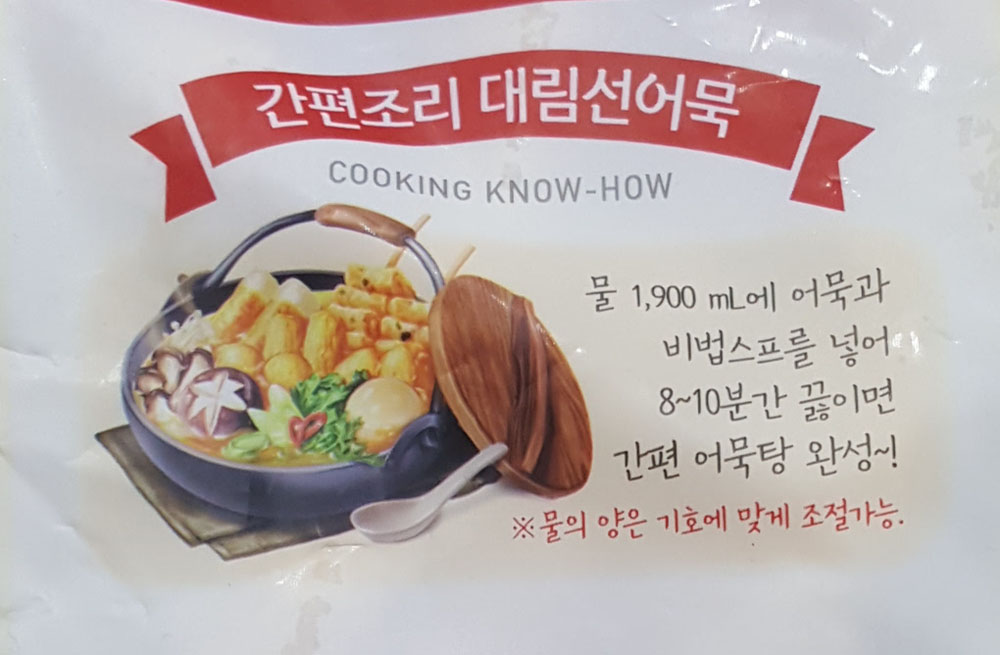 간편조리 대림선어묵
COOKING KNOW-HOW
물 1,900 mL에 어묵과
비법스프를 넣어
8~10분간 끓이면
간편 어묵탕 완성~!
※물의 양은 기호에 맞게 조절가능.